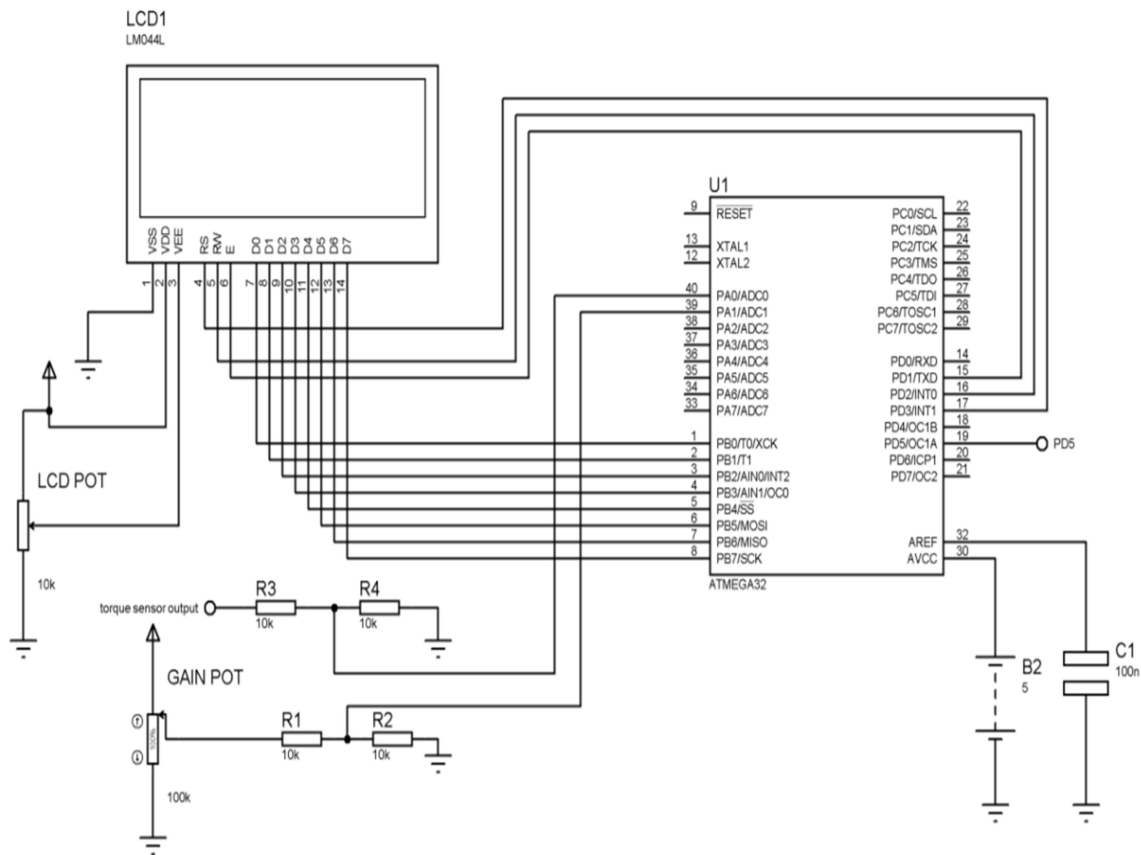 LCD1
LM044L
VSS
VDD
VEE
RS
RW
E
D0
D1
D2
D3
D4
D5
D6
D7
1
2
3
4
5
6
7
8
9
10
11
12
13
14
LCD POT
10k
torque sensor output
R3
10k
R4
10k
GAIN POT
100%
100k
R1
10k
R2
10k
U1
9 RESET
13 XTAL1
12 XTAL2
40 PA0/ADC0
39 PA1/ADC1
38 PA2/ADC2
37 PA3/ADC3
36 PA4/ADC4
35 PA5/ADC5
34 PA6/ADC6
33 PA7/ADC7
1 PB0/T0/XCK
2 PB1/T1
3 PB2/AIN0/INT2
4 PB3/AIN1/OC0
5 PB4/SS
6 PB5/MOSI
7 PB6/MISO
8 PB7/SCK
PC0/SCL 22
PC1/SDA 23
PC2/TCK 24
PC3/TMS 25
PC4/TDO 26
PC5/TDI 27
PC6/TOSC1 28
PC7/TOSC2 29
PD0/RXD 14
PD1/TXD 15
PD2/INT0 16
PD3/INT1 17
PD4/OC1B 18
PD5/OC1A 19
PD6/ICP1 20
PD7/OC2 21
AREF 32
AVCC 30
ATMEGA32
PD5
B2
5
C1
100n